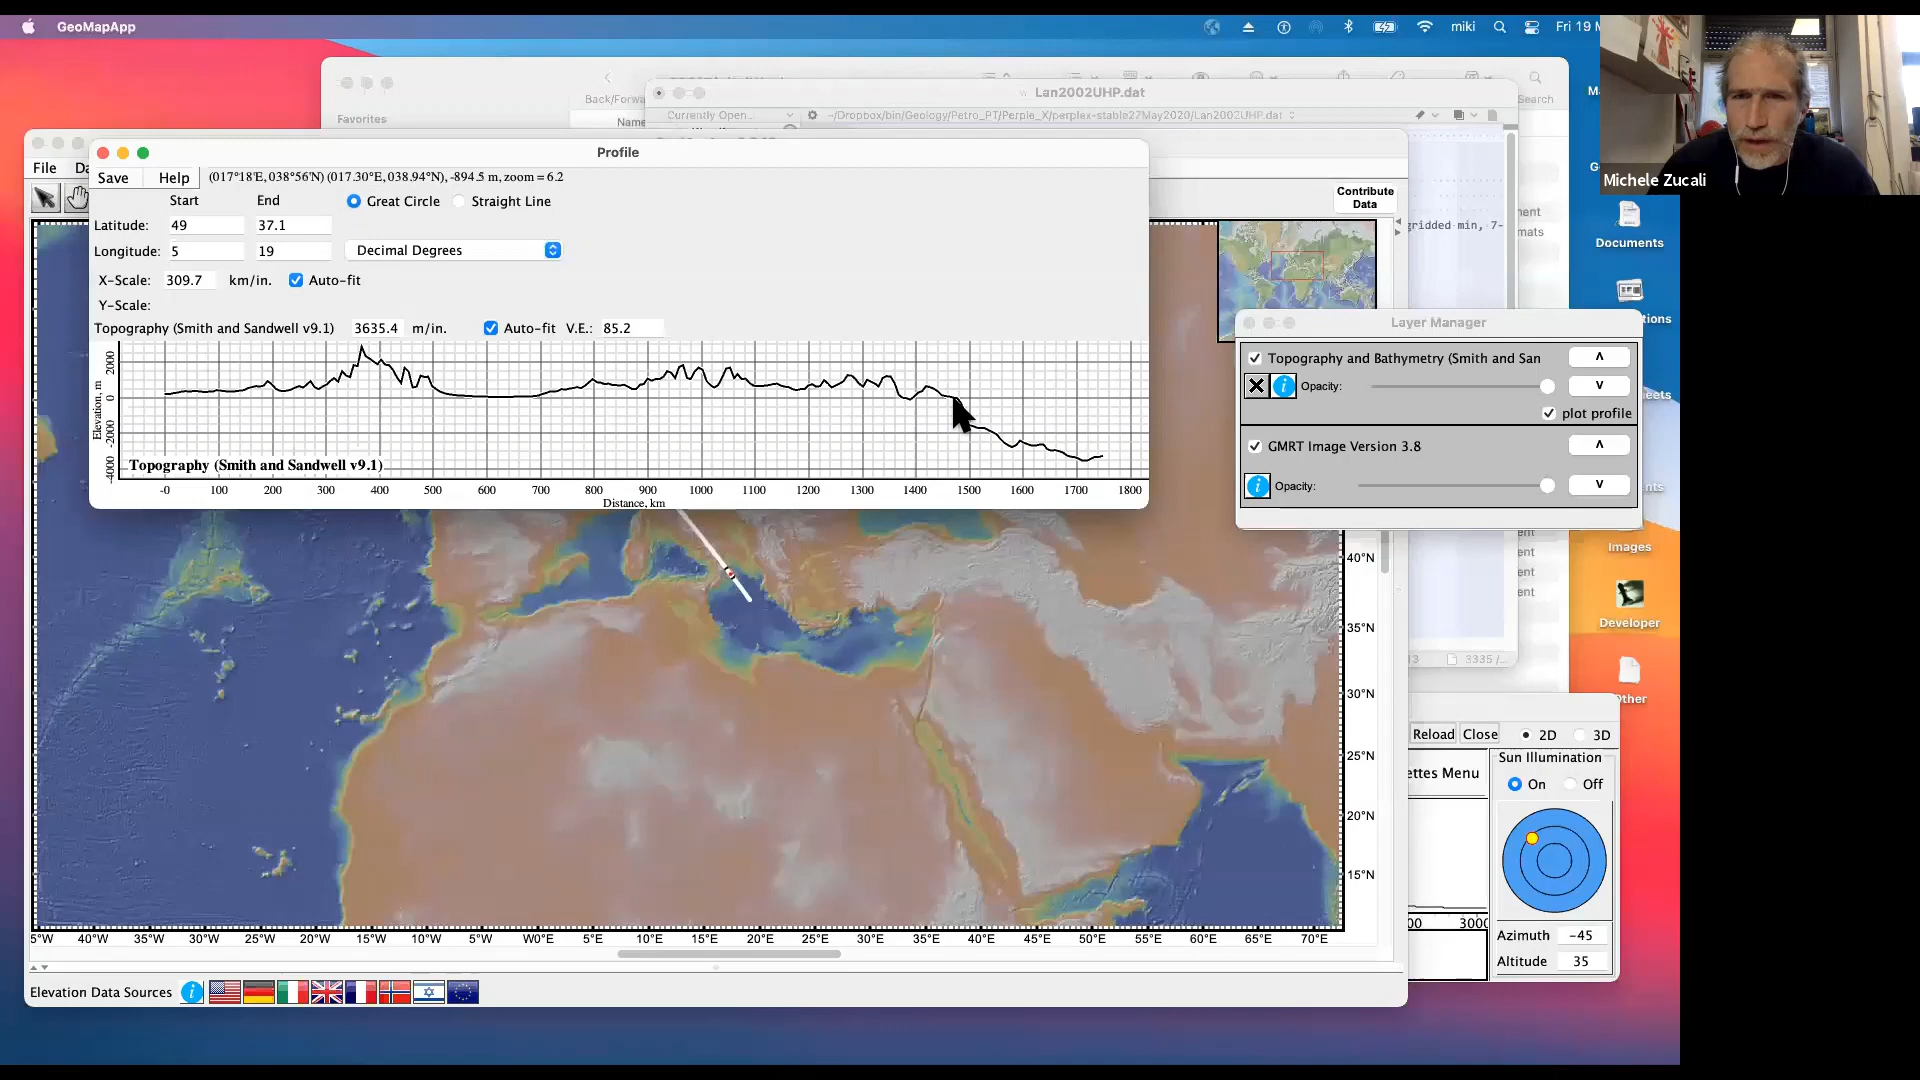 GeoMapApp
miki
Fri 19 M
Michele Zucali
Favorites
Back/Forwa
Name
Search
Lan2002UHP.dat
Currently Open...
~/Dropbox/bin/Geology/Petro_PT/Perple_X/perplex-stable27May2020/Lan2002UHP.dat
File
Da
Profile
Save Help (017°18'E, 038°56'N) (017.30°E, 038.94°N), -894.5 m, zoom = 6.2
Start End Great Circle Straight Line
Latitude: 49 37.1
Longitude: 5 19 Decimal Degrees
X-Scale: 309.7 km/in. Auto-fit
Y-Scale:
Topography (Smith and Sandwell v9.1) 3635.4 m/in. Auto-fit V.E.: 85.2
Elevation, m
2000
0
-2000
-4000
Topography (Smith and Sandwell v9.1)
-0 100 200 300 400 500 600 700 800 900 1000 1100 1200 1300 1400 1500 1600 1700 1800
Distance, km
Contribute
Data
gridded min, 7-
Documents
Layer Manager
Topography and Bathymetry (Smith and San
Opacity:
plot profile
GMRT Image Version 3.8
Opacity:
Images
Developer
Other
3335 /...
40°N
35°N
30°N
25°N
20°N
15°N
5°W 40°W 35°W 30°W 25°W 20°W 15°W 10°W 5°W W0°E 5°E 10°E 15°E 20°E 25°E 30°E 35°E 40°E 45°E 50°E 55°E 60°E 65°E 70°E
Elevation Data Sources
Reload Close 2D 3D
Sun Illumination
On Off
ettes Menu
00 3000
Azimuth -45
Altitude 35